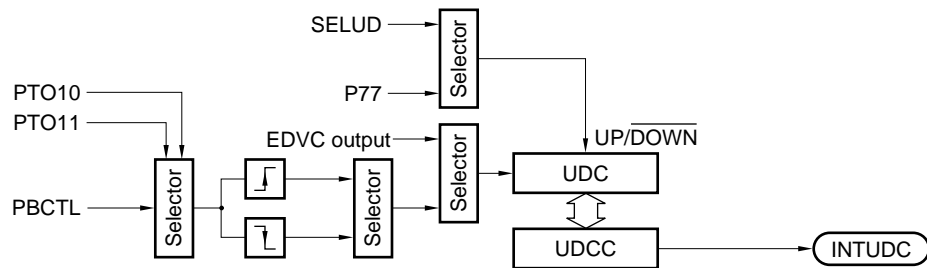 SELUD
Selector
PTO10
P77
PTO11
EDVC output
UP/DOWN
Selector
UDC
Selector
Selector
PBCTL
UDCC
INTUDC